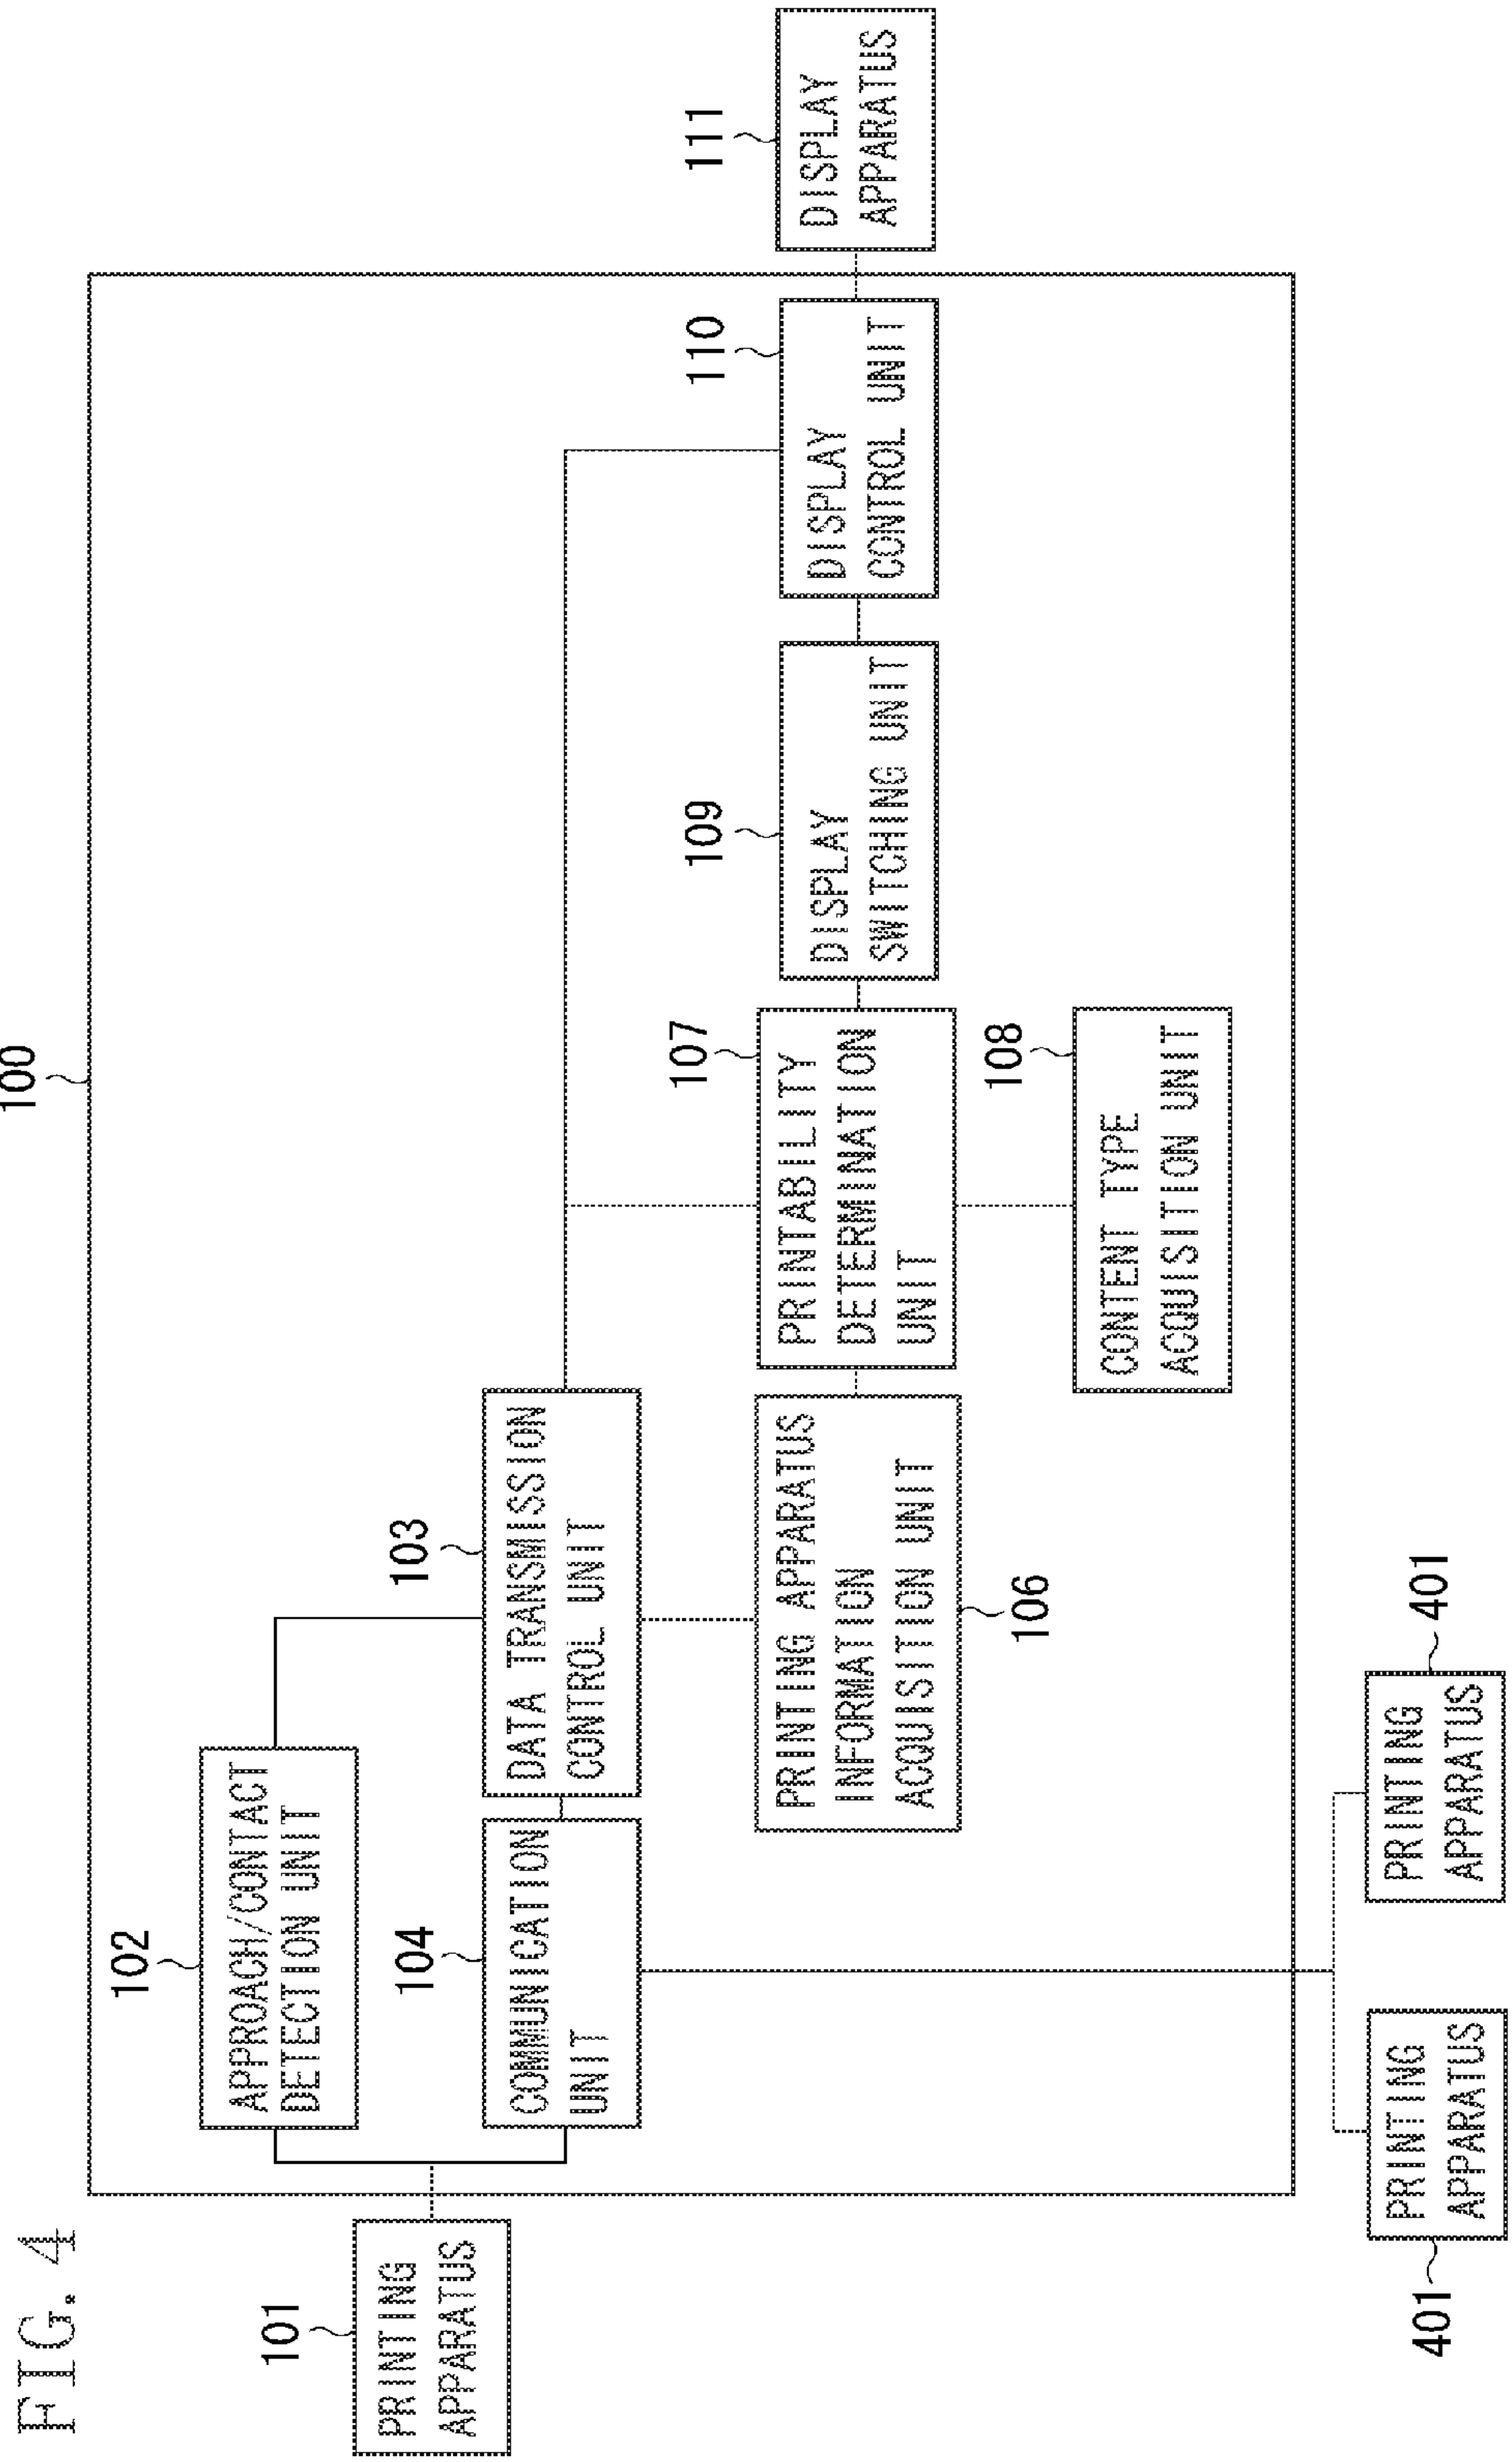 FIG. 4
100
102
APPROACH/CONTACT
DETECTION UNIT
101
PRINTING
APPARATUS
104
COMMUNICATION
UNIT
103
DATA TRANSMISSION
CONTROL UNIT
PRINTING APPARATUS
INFORMATION
ACQUISITION UNIT
106
107
PRINTABILITY
DETERMINATION
UNIT
109
DISPLAY
SWITCHING UNIT
110
DISPLAY
CONTROL UNIT
111
DISPLAY
APPARATUS
108
CONTENT TYPE
ACQUISITION UNIT
401
PRINTING
APPARATUS
PRINTING
APPARATUS
401